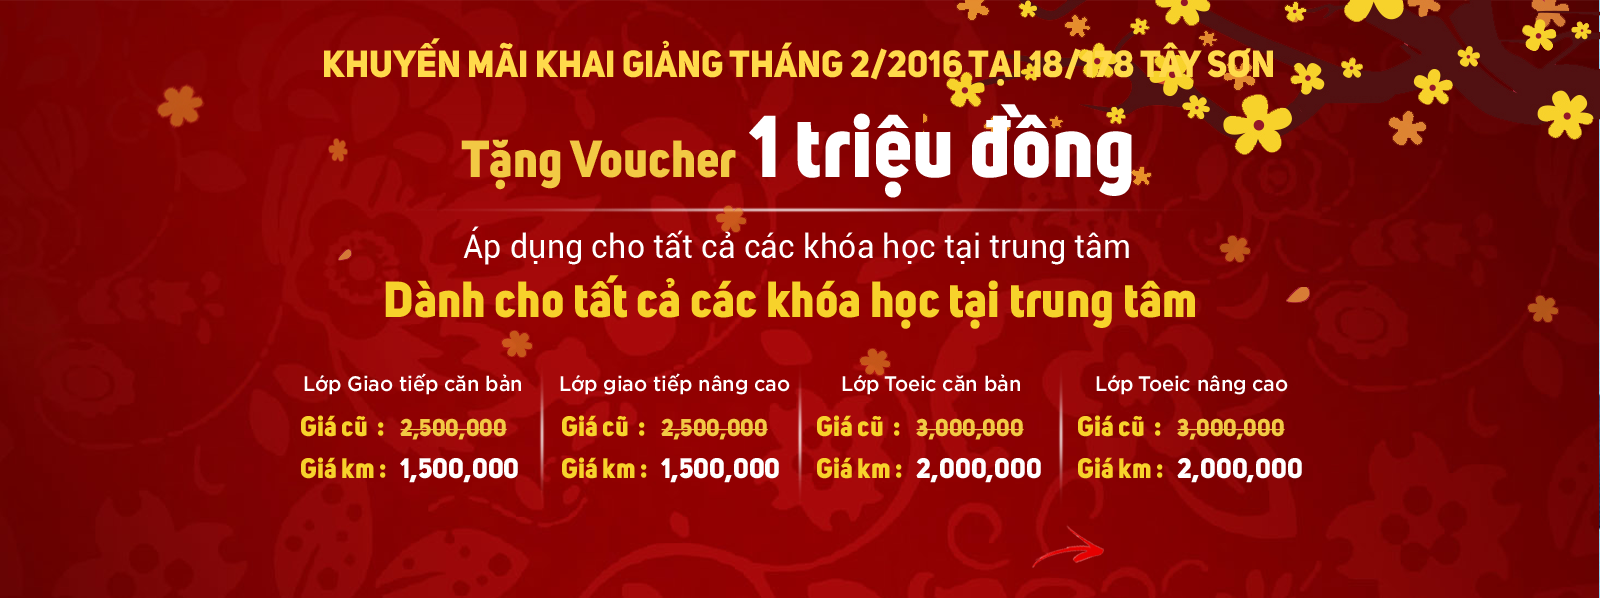 KHUYẾN MÃI KHAI GIẢNG THÁNG 2/2016 TẠI 18/178 TÂY SƠN
Tặng Voucher 1 triệu đồng
Áp dụng cho tất cả các khóa học tại trung tâm
Dành cho tất cả các khóa học tại trung tâm
Lớp Giao tiếp căn bản
Giá cũ : 2,500,000
Giá km : 1,500,000
Lớp giao tiếp nâng cao
Giá cũ : 2,500,000
Giá km : 1,500,000
Lớp Toeic căn bản
Giá cũ : 3,000,000
Giá km : 2,000,000
Lớp Toeic nâng cao
Giá cũ : 3,000,000
Giá km : 2,000,000